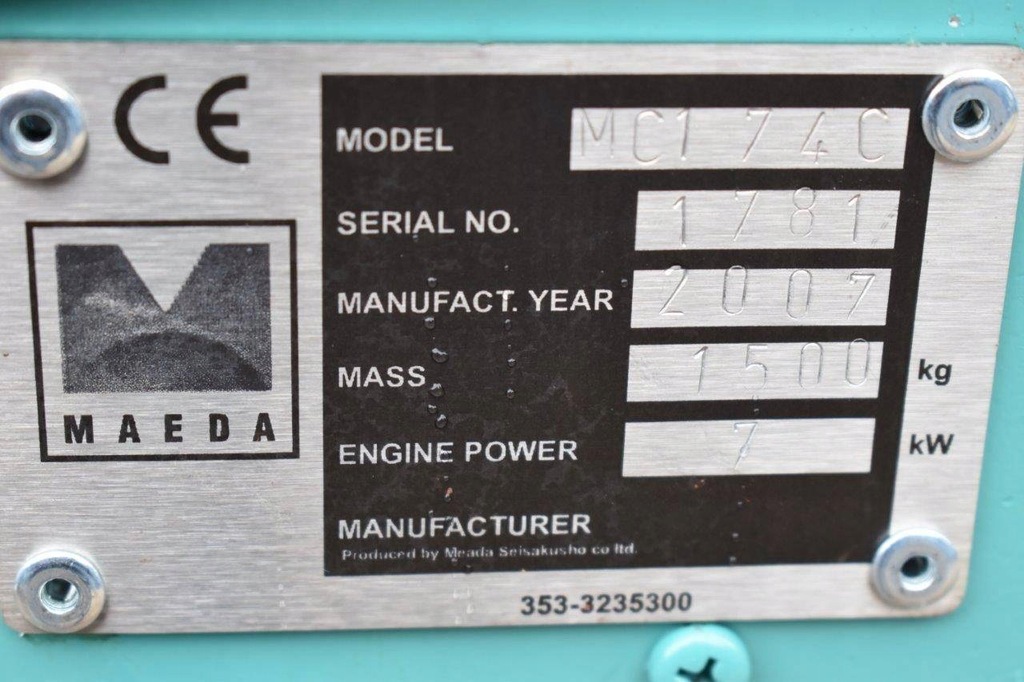 CE
MAEDA
MODEL MC174C
SERIAL NO. 1781
MANUFACT. YEAR 2007
MASS 1500 kg
ENGINE POWER 7 kW
MANUFACTURER
Produced by Meada Seisakusho co ltd.
353-3235300